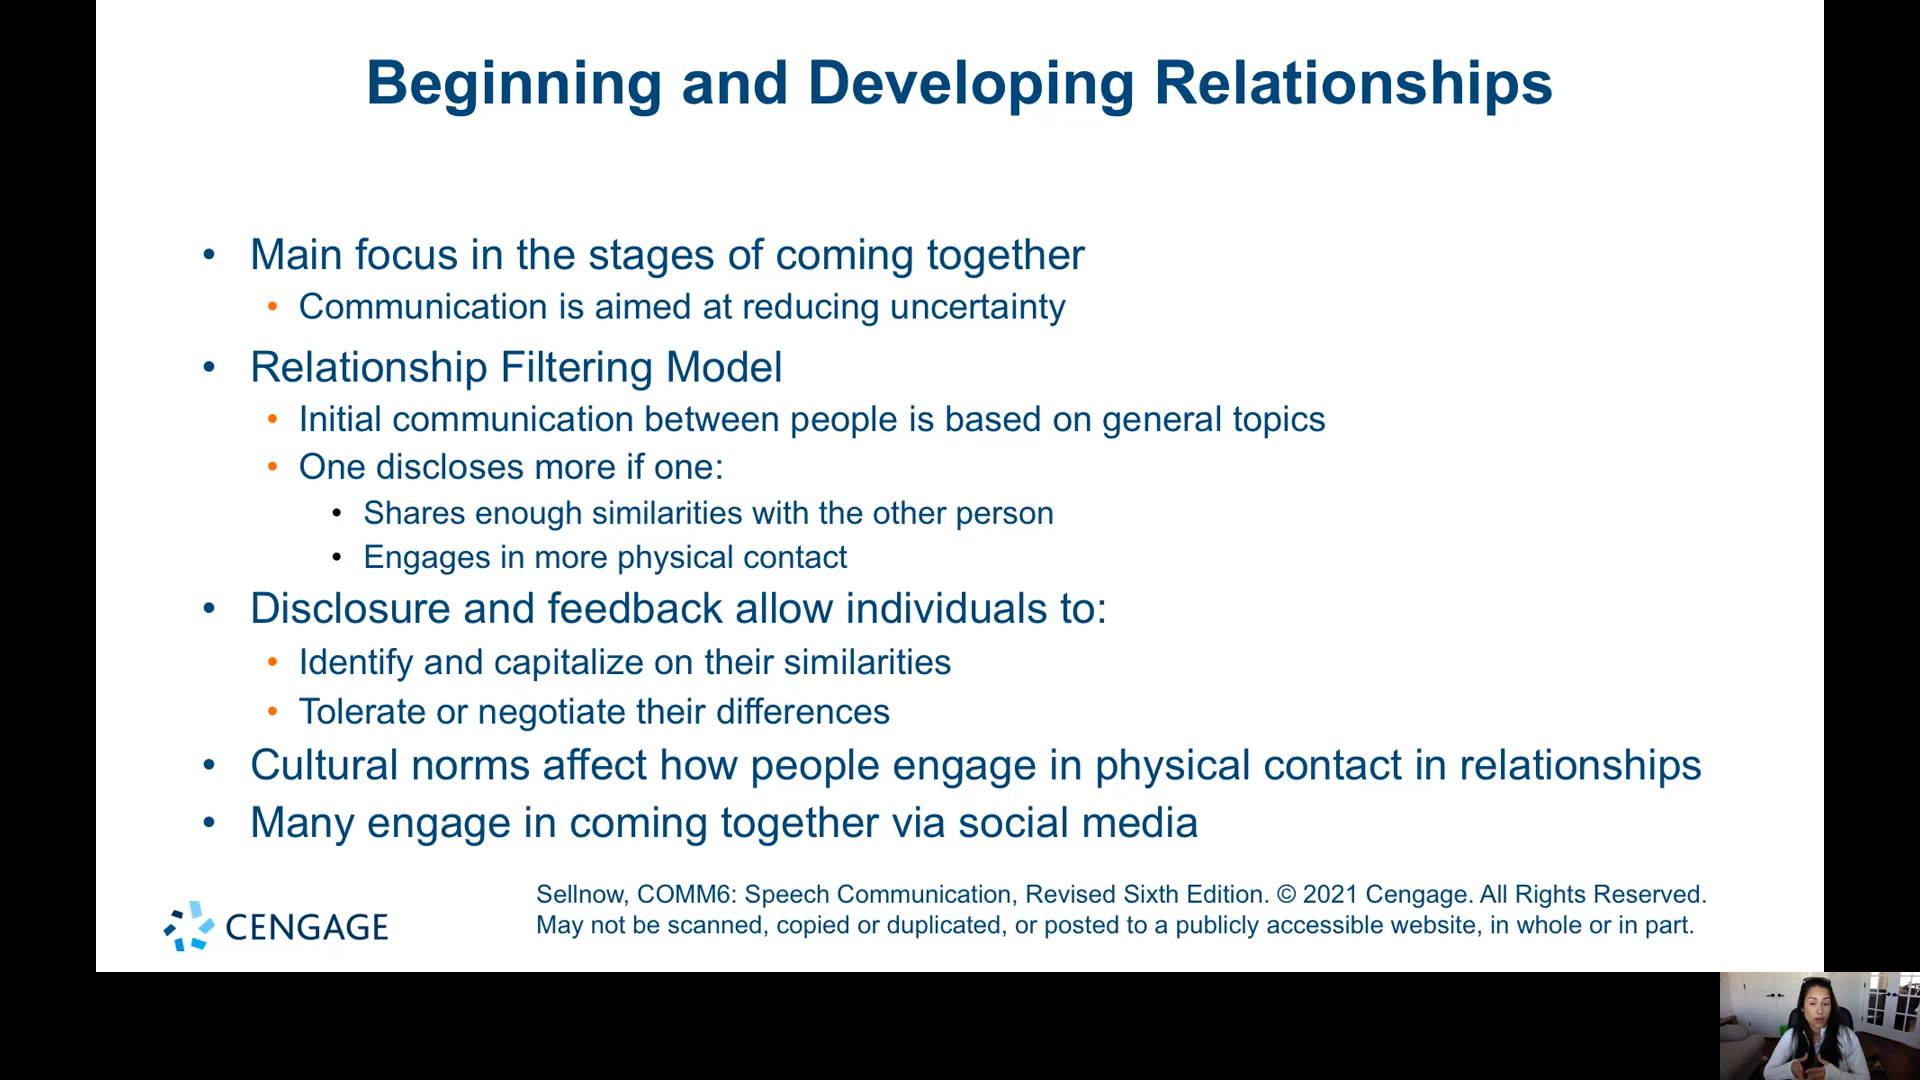 Beginning and Developing Relationships
• Main focus in the stages of coming together
• Communication is aimed at reducing uncertainty
• Relationship Filtering Model
• Initial communication between people is based on general topics
• One discloses more if one:
• Shares enough similarities with the other person
• Engages in more physical contact
• Disclosure and feedback allow individuals to:
• Identify and capitalize on their similarities
• Tolerate or negotiate their differences
• Cultural norms affect how people engage in physical contact in relationships
• Many engage in coming together via social media
CENGAGE
Sellnow, COMM6: Speech Communication, Revised Sixth Edition. © 2021 Cengage. All Rights Reserved.
May not be scanned, copied or duplicated, or posted to a publicly accessible website, in whole or in part.